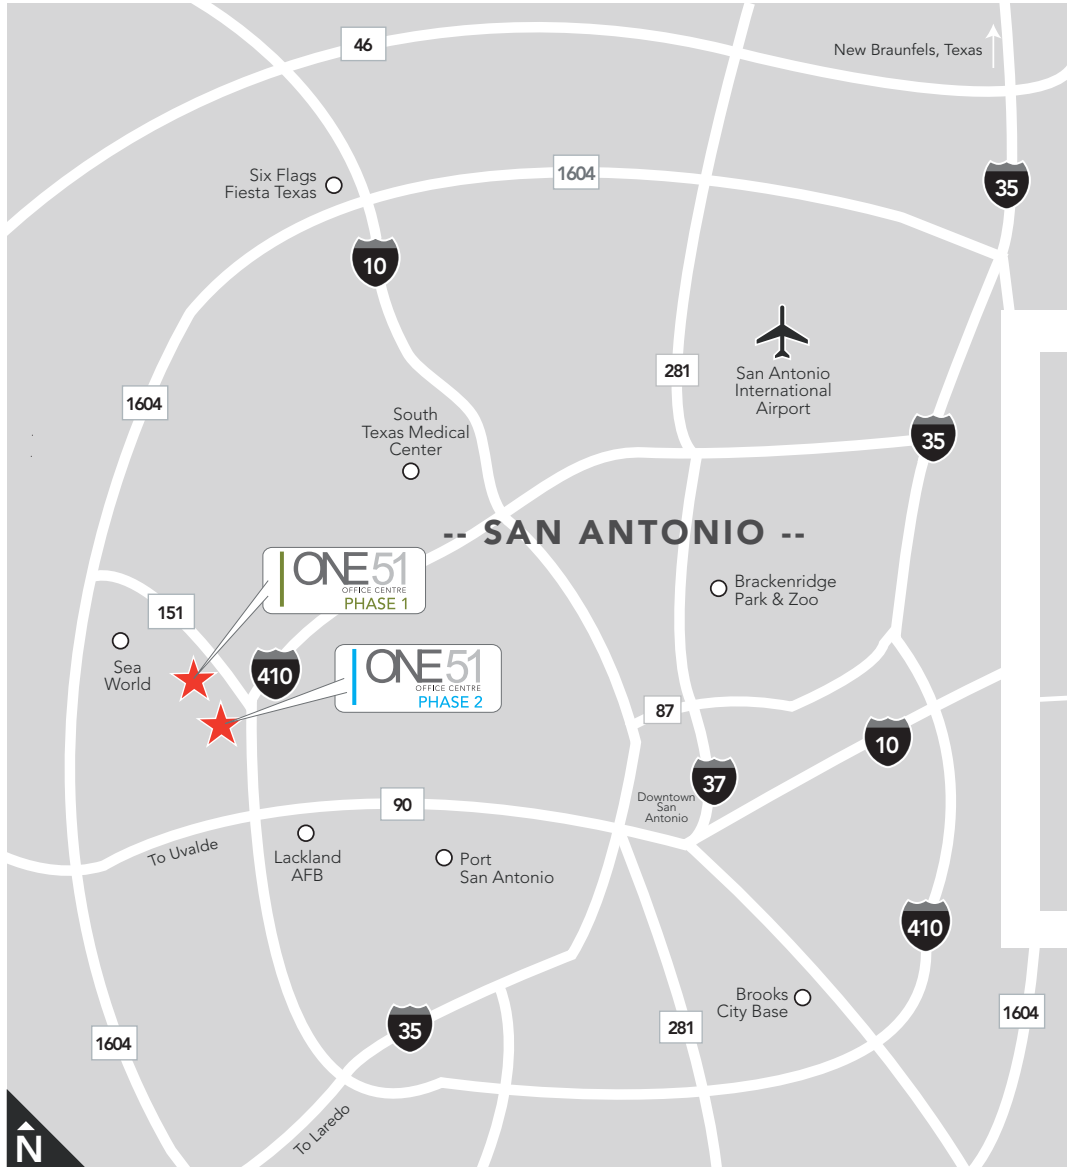 46
New Braunfels, Texas
1604
Six Flags
Fiesta Texas
35
10
281
San Antonio
International
Airport
1604
South
Texas Medical
Center
35
-- SAN ANTONIO --
ONE51
OFFICE CENTRE
PHASE 1
Brackenridge
Park & Zoo
151
Sea
World
410
ONE51
OFFICE CENTRE
PHASE 2
87
10
37
90
Downtown
San
Antonio
To Uvalde
Lackland
AFB
Port
San Antonio
410
Brooks
City Base
1604
35
281
1604
To Laredo
N